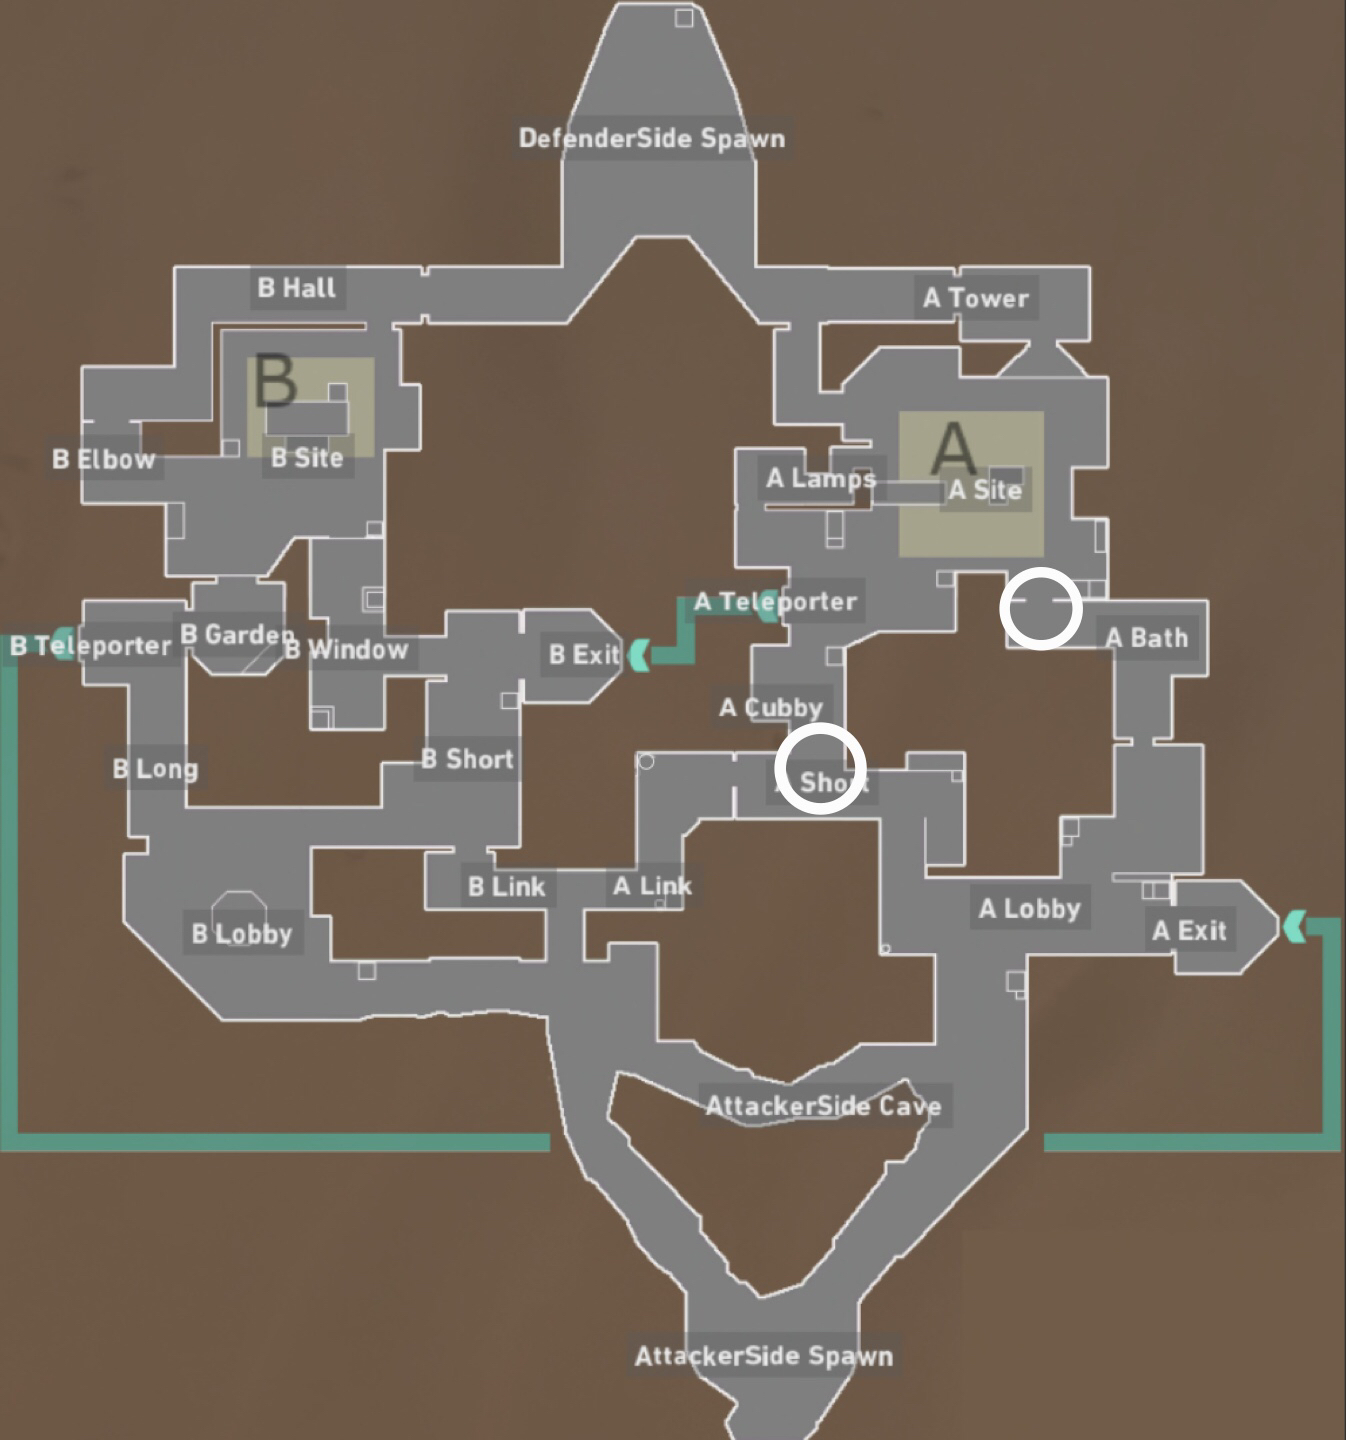 DefenderSide Spawn
B Hall
A Tower
B
A
B Elbow
B Site
A Lamps
A Site
A Teleporter
B Teleporter
B Garden
B Window
B Exit
A Bath
A Cubby
B Long
B Short
A Short
B Link
A Link
B Lobby
A Lobby
A Exit
AttackerSide Cave
AttackerSide Spawn